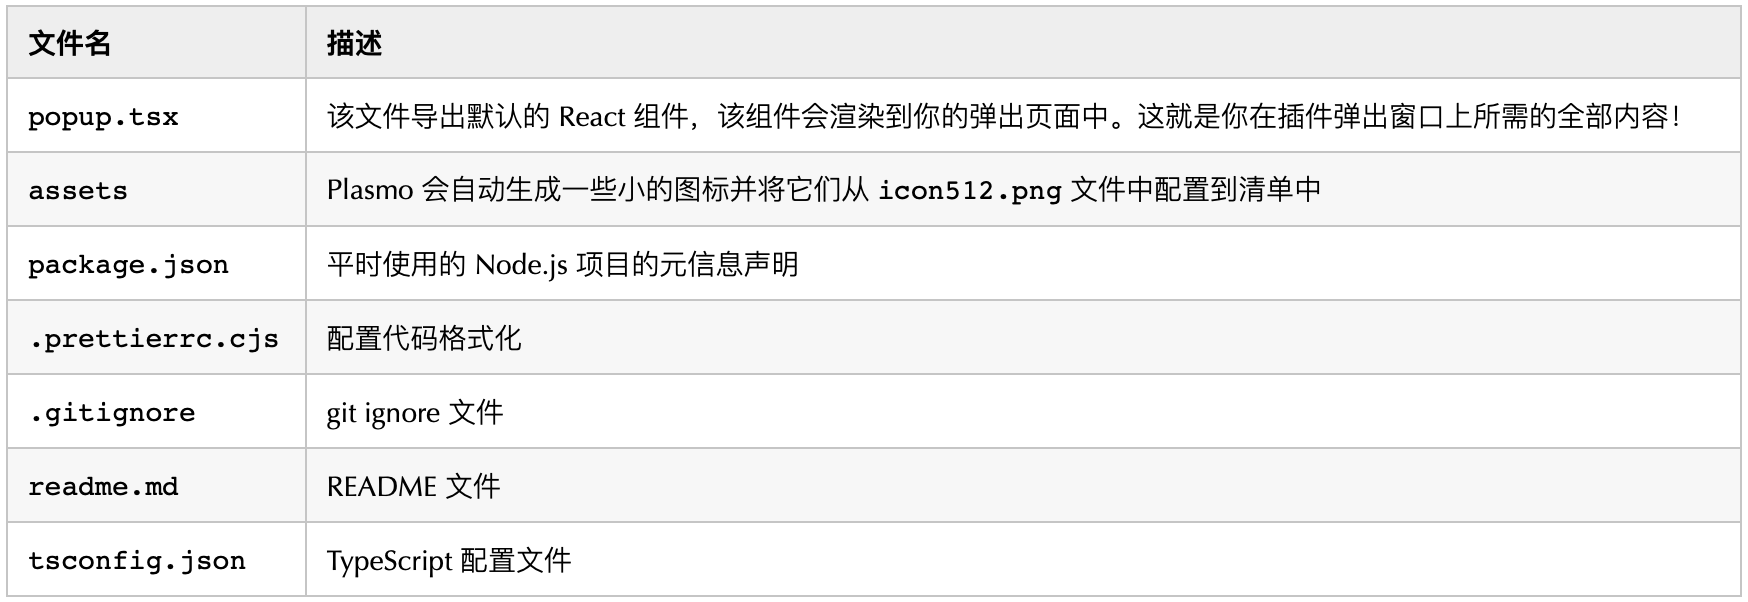 文件名 描述
popup.tsx 该文件导出默认的 React 组件，该组件会渲染到你的弹出页面中。这就是你在插件弹出窗口上所需的全部内容！
assets Plasmo 会自动生成一些小的图标并将它们从 icon512.png 文件中配置到清单中
package.json 平时使用的 Node.js 项目的元信息声明
.prettierrc.cjs 配置代码格式化
.gitignore git ignore 文件
readme.md README 文件
tsconfig.json TypeScript 配置文件